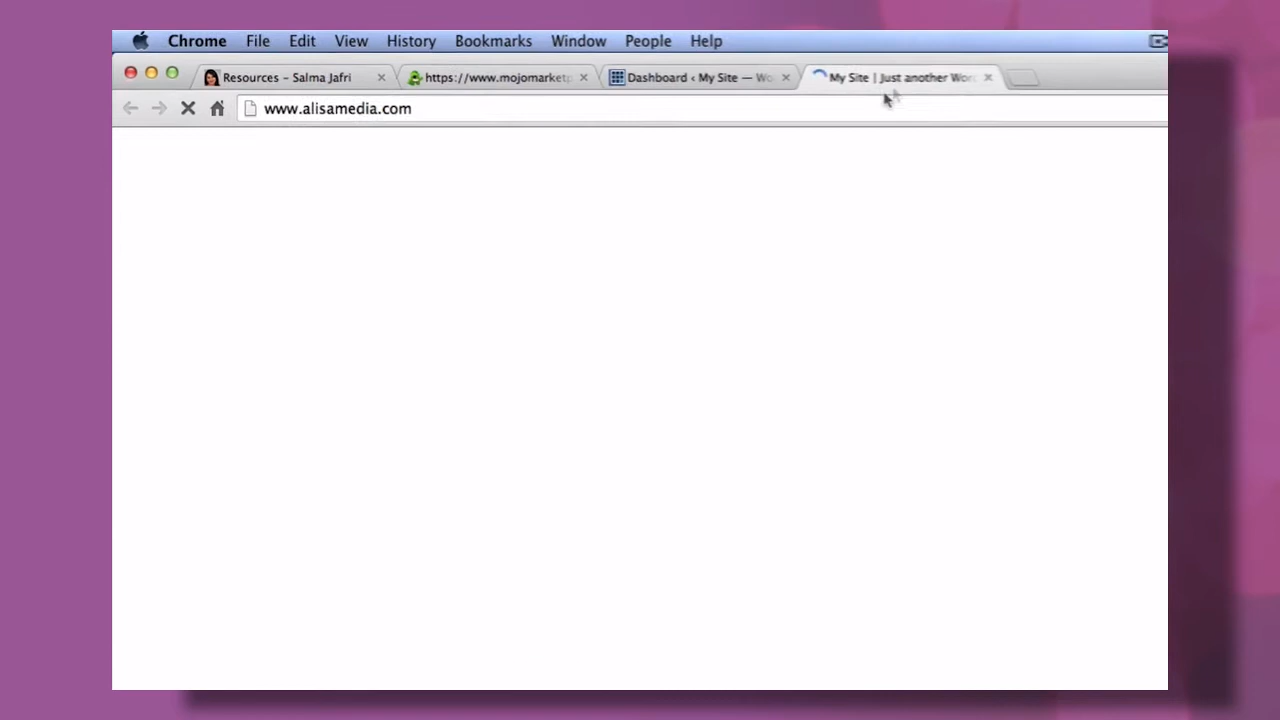 Chrome File Edit View History Bookmarks Window People Help
Resources – Salma Jafri https://www.mojomarketp Dashboard ‹ My Site — Wo My Site | Just another Wor
www.alisamedia.com